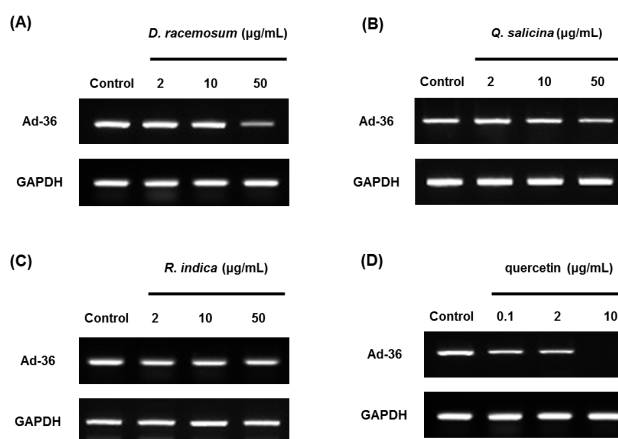 (A)
D. racemosum (µg/mL)
Control 2 10 50
Ad-36
GAPDH
(B)
Q. salicina (µg/mL)
Control 2 10 50
Ad-36
GAPDH
(C)
R. indica (µg/mL)
Control 2 10 50
Ad-36
GAPDH
(D)
quercetin (µg/mL)
Control 0.1 2 10
Ad-36
GAPDH